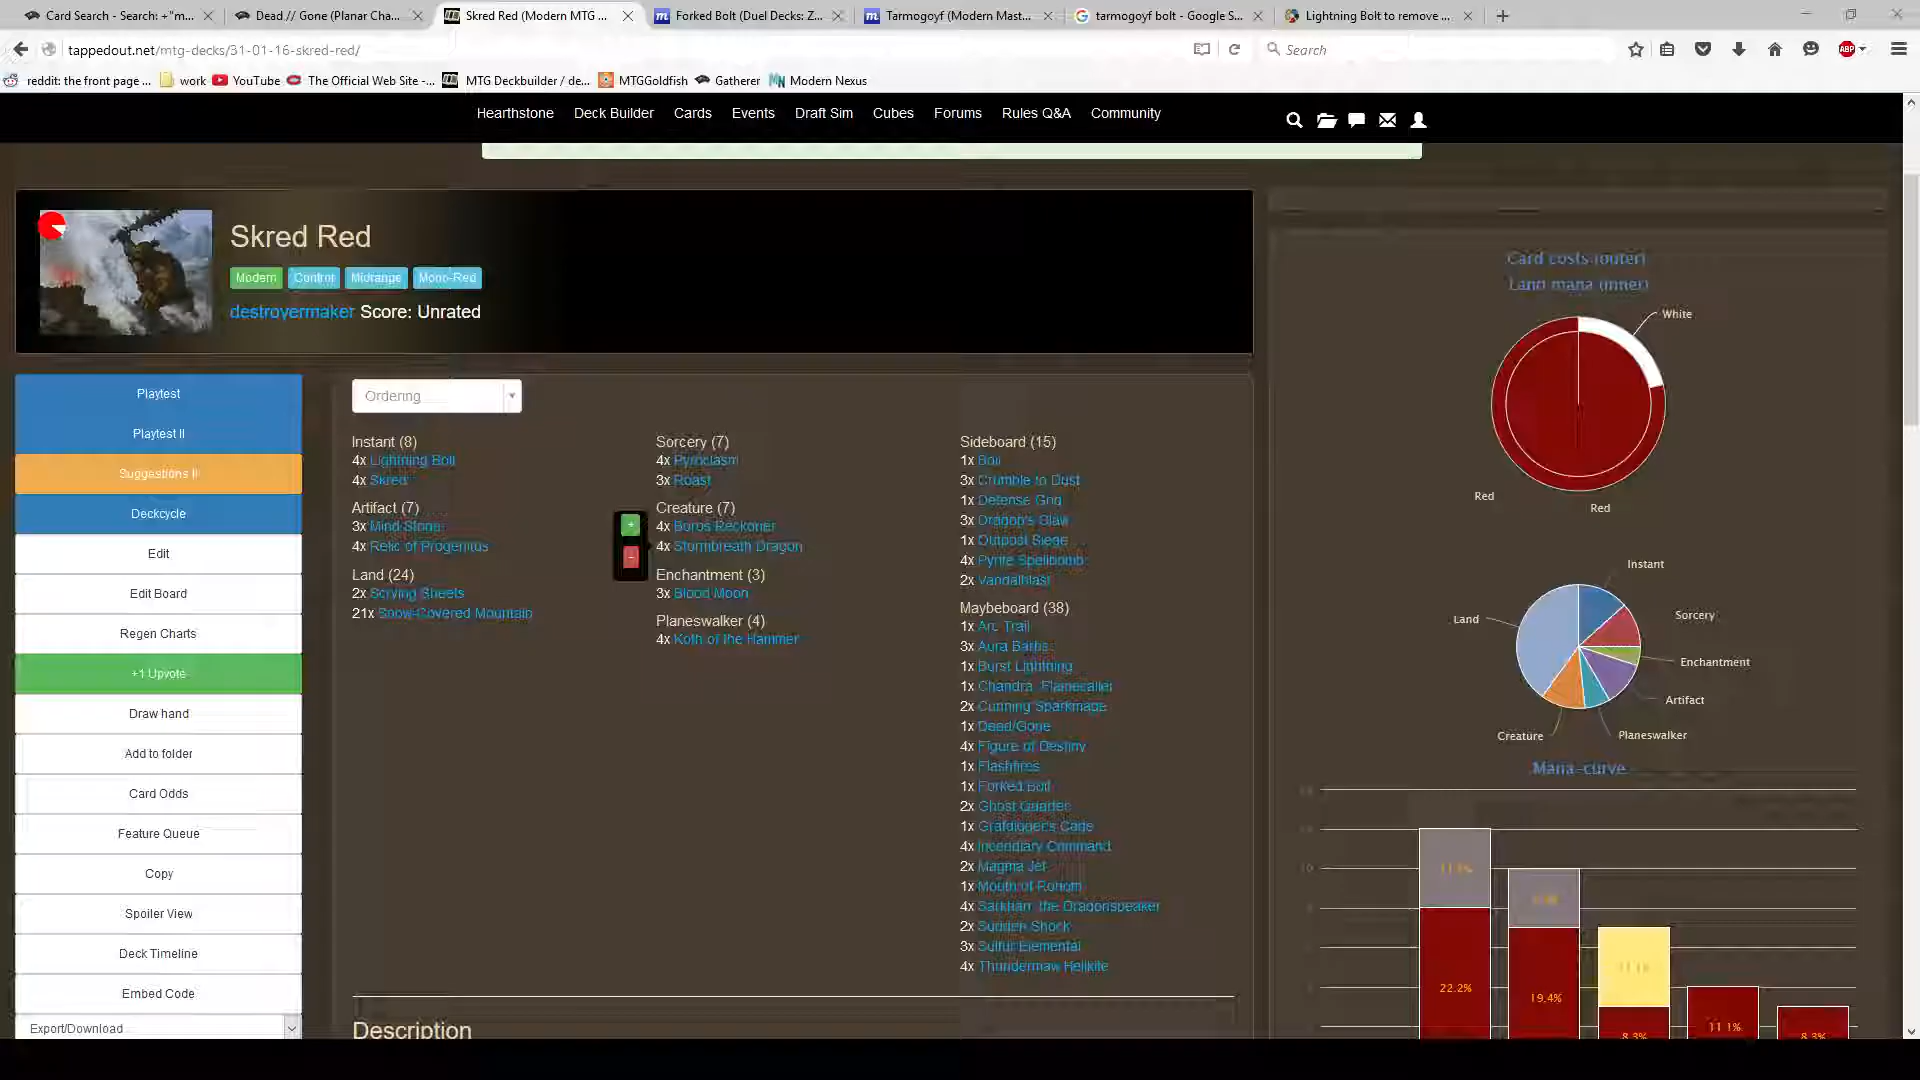 Card Search - Search: +"m...
Dead // Gone (Planar Cha...
Skred Red (Modern MTG ...
Forked Bolt (Duel Decks: Z...
Tarmogoyf (Modern Mast...
tarmogoyf bolt - Google S...
Lightning Bolt to remove ...
tappedout.net/mtg-decks/31-01-16-skred-red/
Search
ABP
reddit: the front page ...
work
YouTube
The Official Web Site -...
MTG Deckbuilder / de...
MTGGoldfish
Gatherer
Modern Nexus
Hearthstone
Deck Builder
Cards
Events
Draft Sim
Cubes
Forums
Rules Q&A
Community
Skred Red
Modern
Control
Midrange
Mono-Red
destroyermaker Score: Unrated
Playtest
Playtest II
Suggestions II
Deckcycle
Edit
Edit Board
Regen Charts
+1 Upvote
Draw hand
Add to folder
Card Odds
Feature Queue
Copy
Spoiler View
Deck Timeline
Embed Code
Export/Download
Ordering
Instant (8)
4x Lightning Bolt
4x Skred
Artifact (7)
3x Mind Stone
4x Relic of Progenitus
Land (24)
2x Scrying Sheets
21x Snow-Covered Mountain
Sorcery (7)
4x Pyroclasm
3x Roast
Creature (7)
4x Boros Reckoner
4x Stormbreath Dragon
Enchantment (3)
3x Blood Moon
Planeswalker (4)
4x Koth of the Hammer
Sideboard (15)
1x Boil
3x Crumble to Dust
1x Defense Grid
3x Dragon's Claw
1x Outpost Siege
4x Pyrite Spellbomb
2x Vandalblast
Maybeboard (38)
1x Arc Trail
3x Aura Barbs
1x Burst Lightning
1x Chandra, Flamecaller
2x Cunning Sparkmage
1x Dead/Gone
4x Figure of Destiny
1x Flashfires
1x Forked Bolt
2x Ghost Quarter
1x Grafdigger's Cage
4x Incendiary Command
2x Magma Jet
1x Mouth of Ronom
4x Sarkhan, the Dragonspeaker
2x Sudden Shock
3x Sulfur Elemental
4x Thundermaw Hellkite
Description
Card costs (outer)
Land mana (inner)
White
Red
Red
Instant
Sorcery
Land
Enchantment
Artifact
Creature
Planeswalker
Mana-curve
10
11.1%
22.2%
19.4%
11.1%
8.3%
11.1%
8.3%